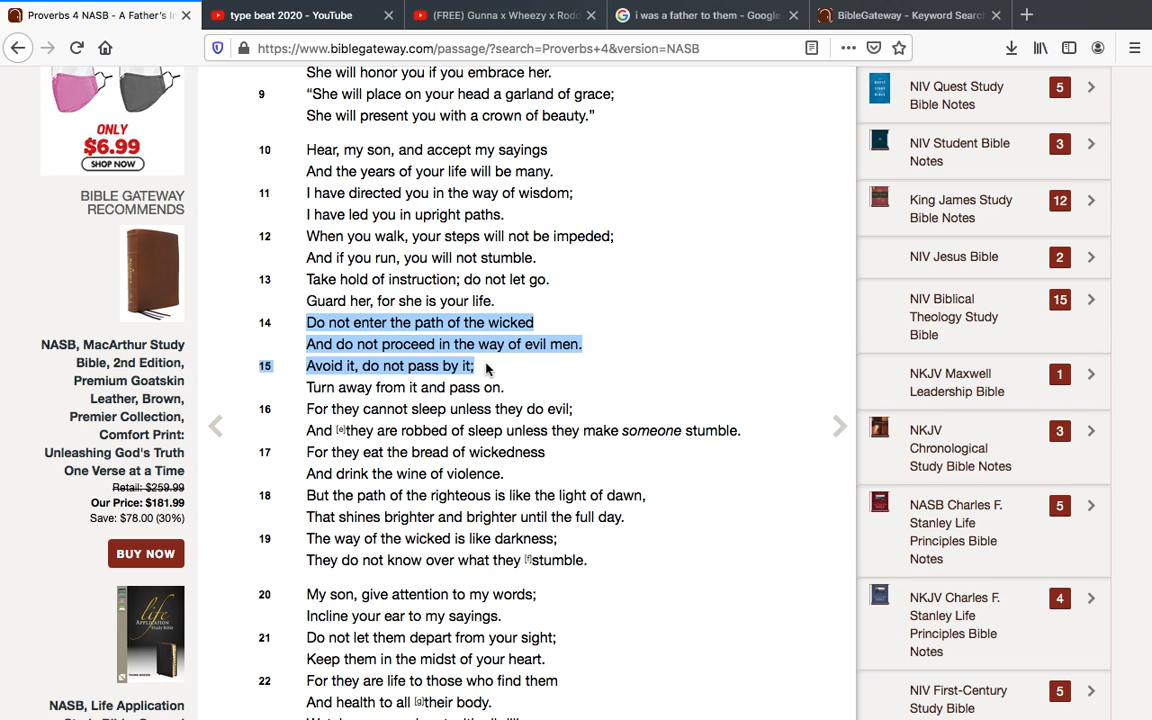 Proverbs 4 NASB - A Father's I
type beat 2020 - YouTube
(FREE) Gunna x Wheezy x Rodd
i was a father to them - Google
BibleGateway - Keyword Searc
https://www.biblegateway.com/passage/?search=Proverbs+4&version=NASB
ONLY
$6.99
SHOP NOW
BIBLE GATEWAY
RECOMMENDS
NASB, MacArthur Study
Bible, 2nd Edition,
Premium Goatskin
Leather, Brown,
Premier Collection,
Comfort Print:
Unleashing God's Truth
One Verse at a Time
Retail: $259.99
Our Price: $181.99
Save: $78.00 (30%)
BUY NOW
life
APPLICATION
Study Bible
NASB, Life Application
She will honor you if you embrace her.
9 “She will place on your head a garland of grace;
She will present you with a crown of beauty.”
10 Hear, my son, and accept my sayings
And the years of your life will be many.
11 I have directed you in the way of wisdom;
I have led you in upright paths.
12 When you walk, your steps will not be impeded;
And if you run, you will not stumble.
13 Take hold of instruction; do not let go.
Guard her, for she is your life.
14 Do not enter the path of the wicked
And do not proceed in the way of evil men.
15 Avoid it, do not pass by it;
Turn away from it and pass on.
16 For they cannot sleep unless they do evil;
And [e]they are robbed of sleep unless they make someone stumble.
17 For they eat the bread of wickedness
And drink the wine of violence.
18 But the path of the righteous is like the light of dawn,
That shines brighter and brighter until the full day.
19 The way of the wicked is like darkness;
They do not know over what they [f]stumble.
20 My son, give attention to my words;
Incline your ear to my sayings.
21 Do not let them depart from your sight;
Keep them in the midst of your heart.
22 For they are life to those who find them
And health to all [g]their body.
NIV Quest Study
Bible Notes
5
NIV Student Bible
Notes
3
King James Study
Bible Notes
12
NIV Jesus Bible
2
NIV Biblical
Theology Study
Bible
15
NKJV Maxwell
Leadership Bible
1
NKJV
Chronological
Study Bible Notes
3
NASB Charles F.
Stanley Life
Principles Bible
Notes
5
NKJV Charles F.
Stanley Life
Principles Bible
Notes
4
NIV First-Century
Study Bible
5